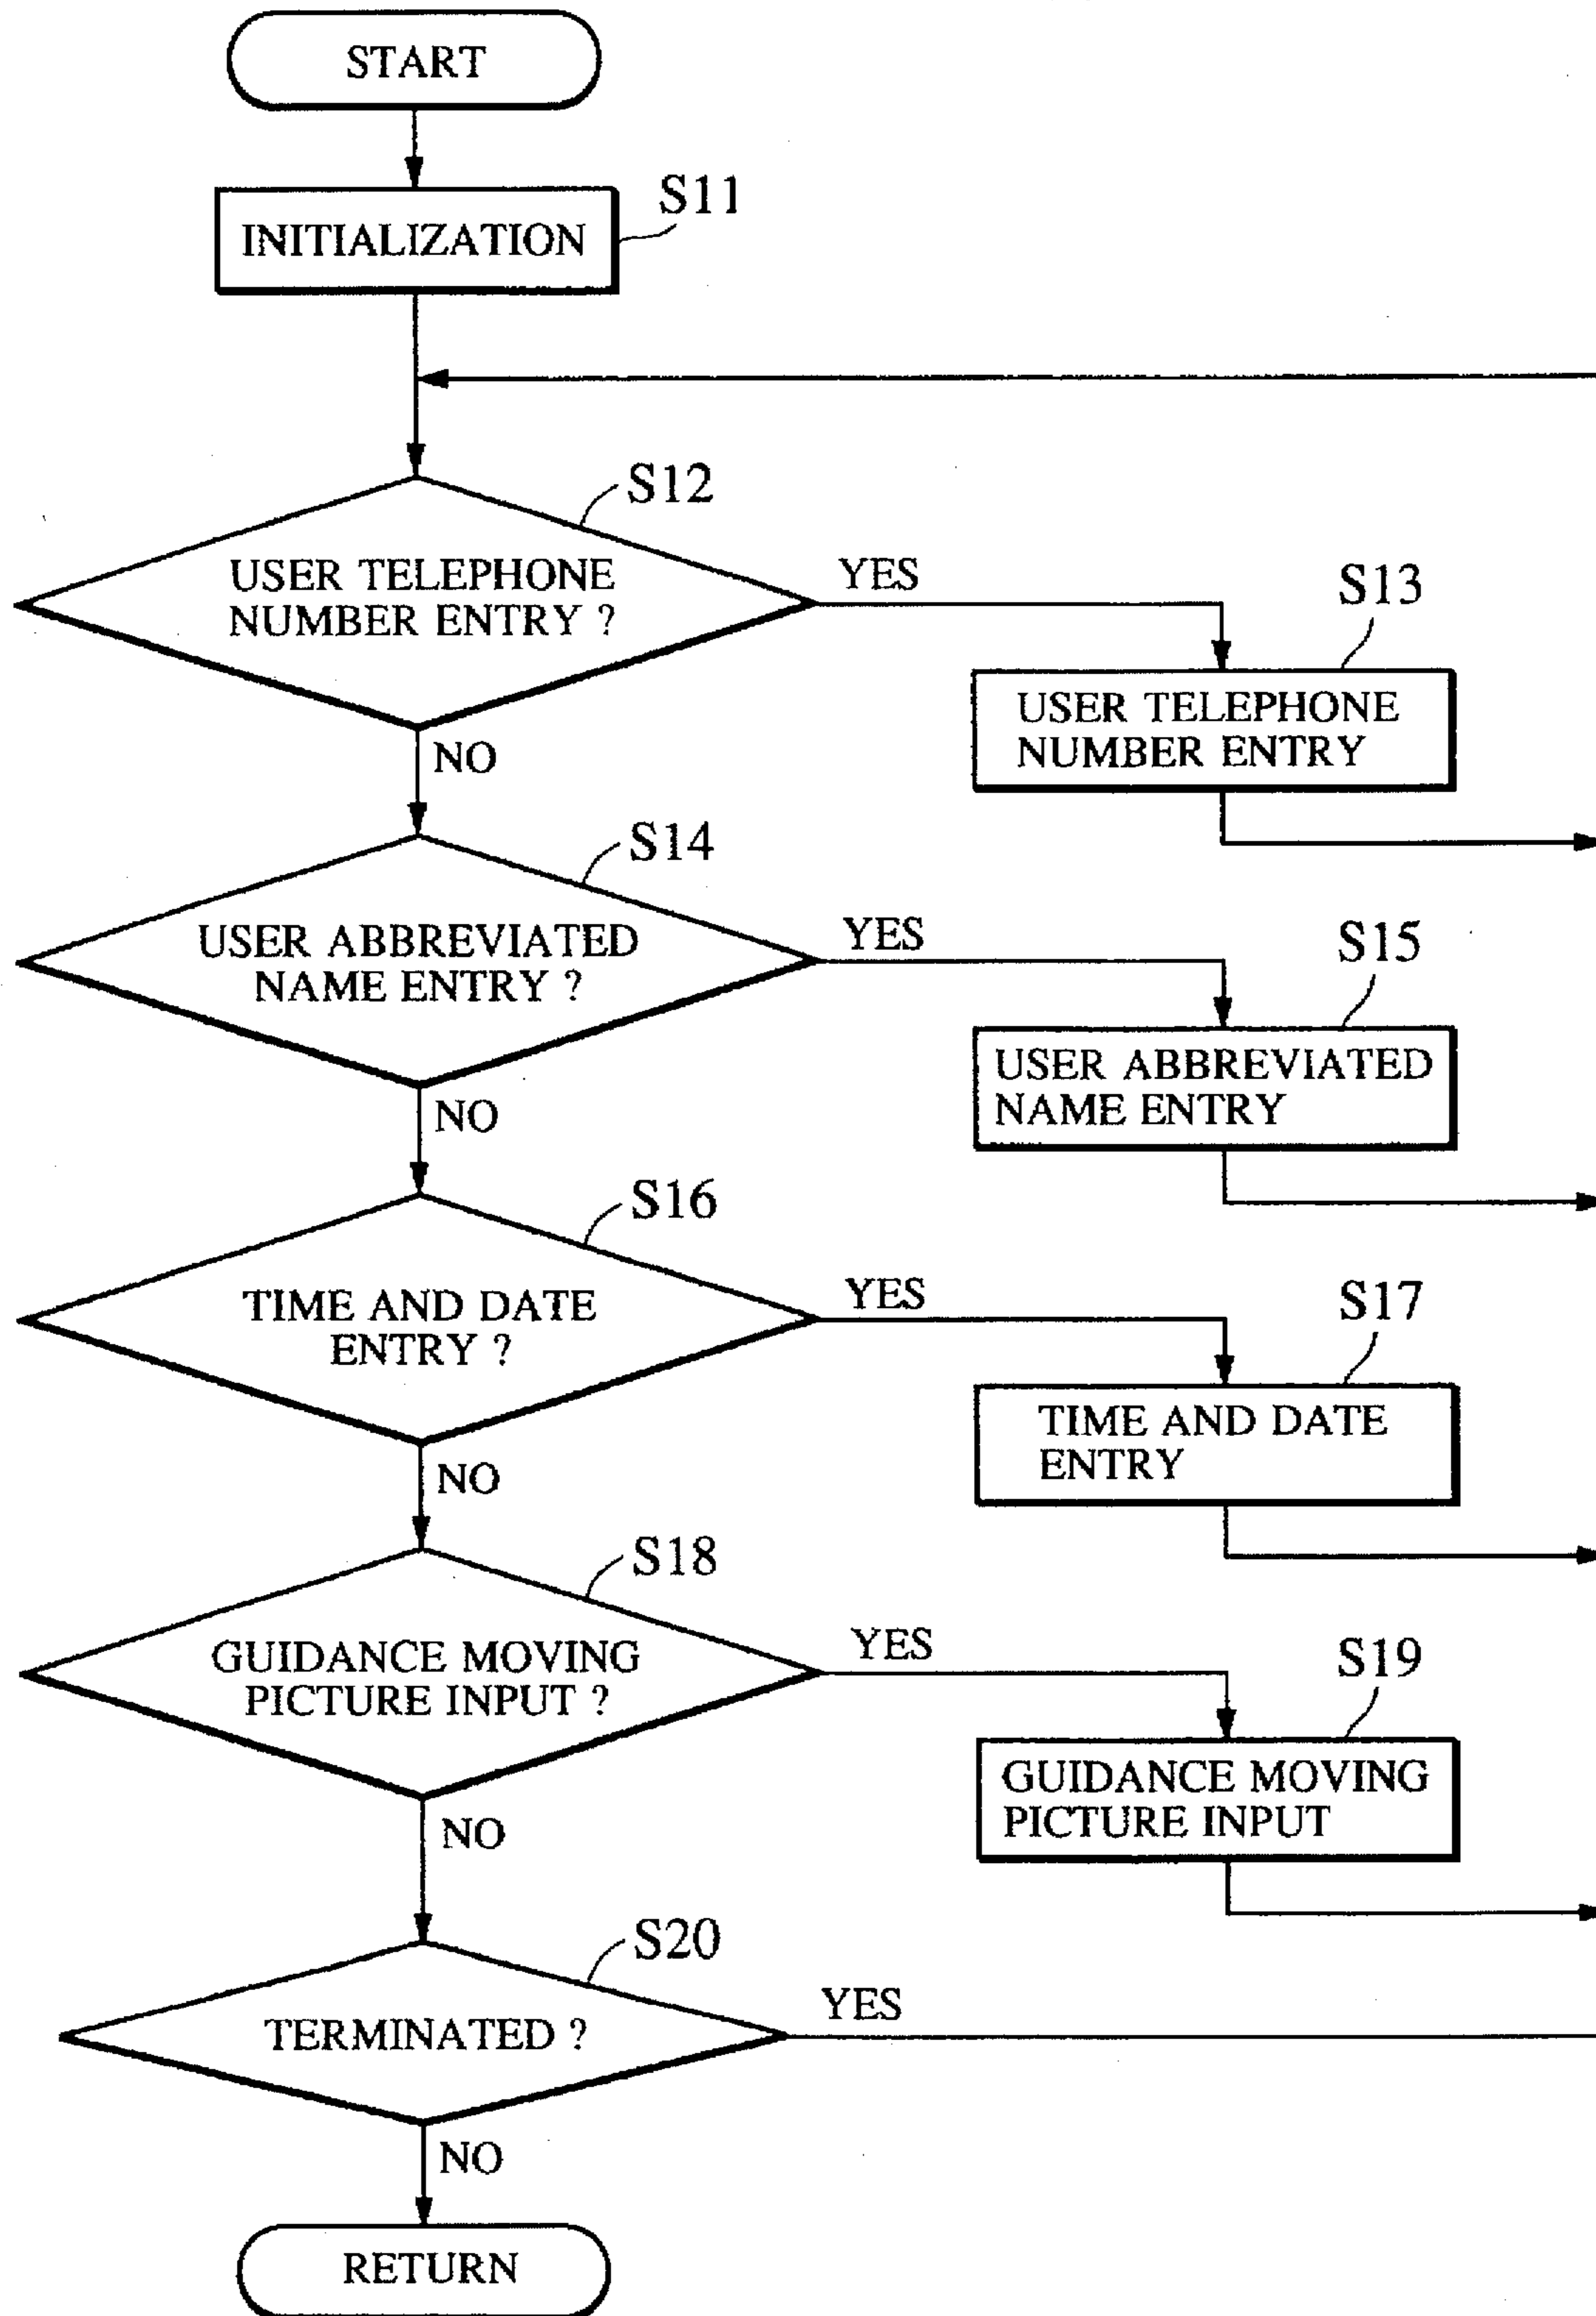 START
S11
INITIALIZATION
S12
USER TELEPHONE
NUMBER ENTRY ?
YES
S13
USER TELEPHONE
NUMBER ENTRY
NO
S14
USER ABBREVIATED
NAME ENTRY ?
YES
S15
USER ABBREVIATED
NAME ENTRY
NO
S16
TIME AND DATE
ENTRY ?
YES
S17
TIME AND DATE
ENTRY
NO
S18
GUIDANCE MOVING
PICTURE INPUT ?
YES
S19
GUIDANCE MOVING
PICTURE INPUT
NO
S20
TERMINATED ?
YES
NO
RETURN